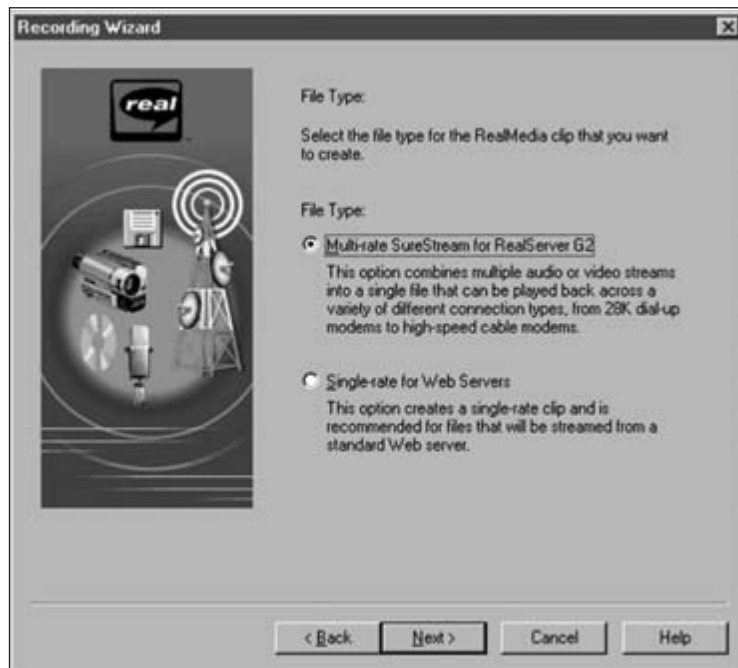 Recording Wizard
real
File Type:
Select the file type for the RealMedia clip that you want
to create.
File Type:
Multi-rate SureStream for RealServer G2
This option combines multiple audio or video streams
into a single file that can be played back across a
variety of different connection types, from 28K dial-up
modems to high-speed cable modems.
Single-rate for Web Servers
This option creates a single-rate clip and is
recommended for files that will be streamed from a
standard Web server.
< Back Next > Cancel Help